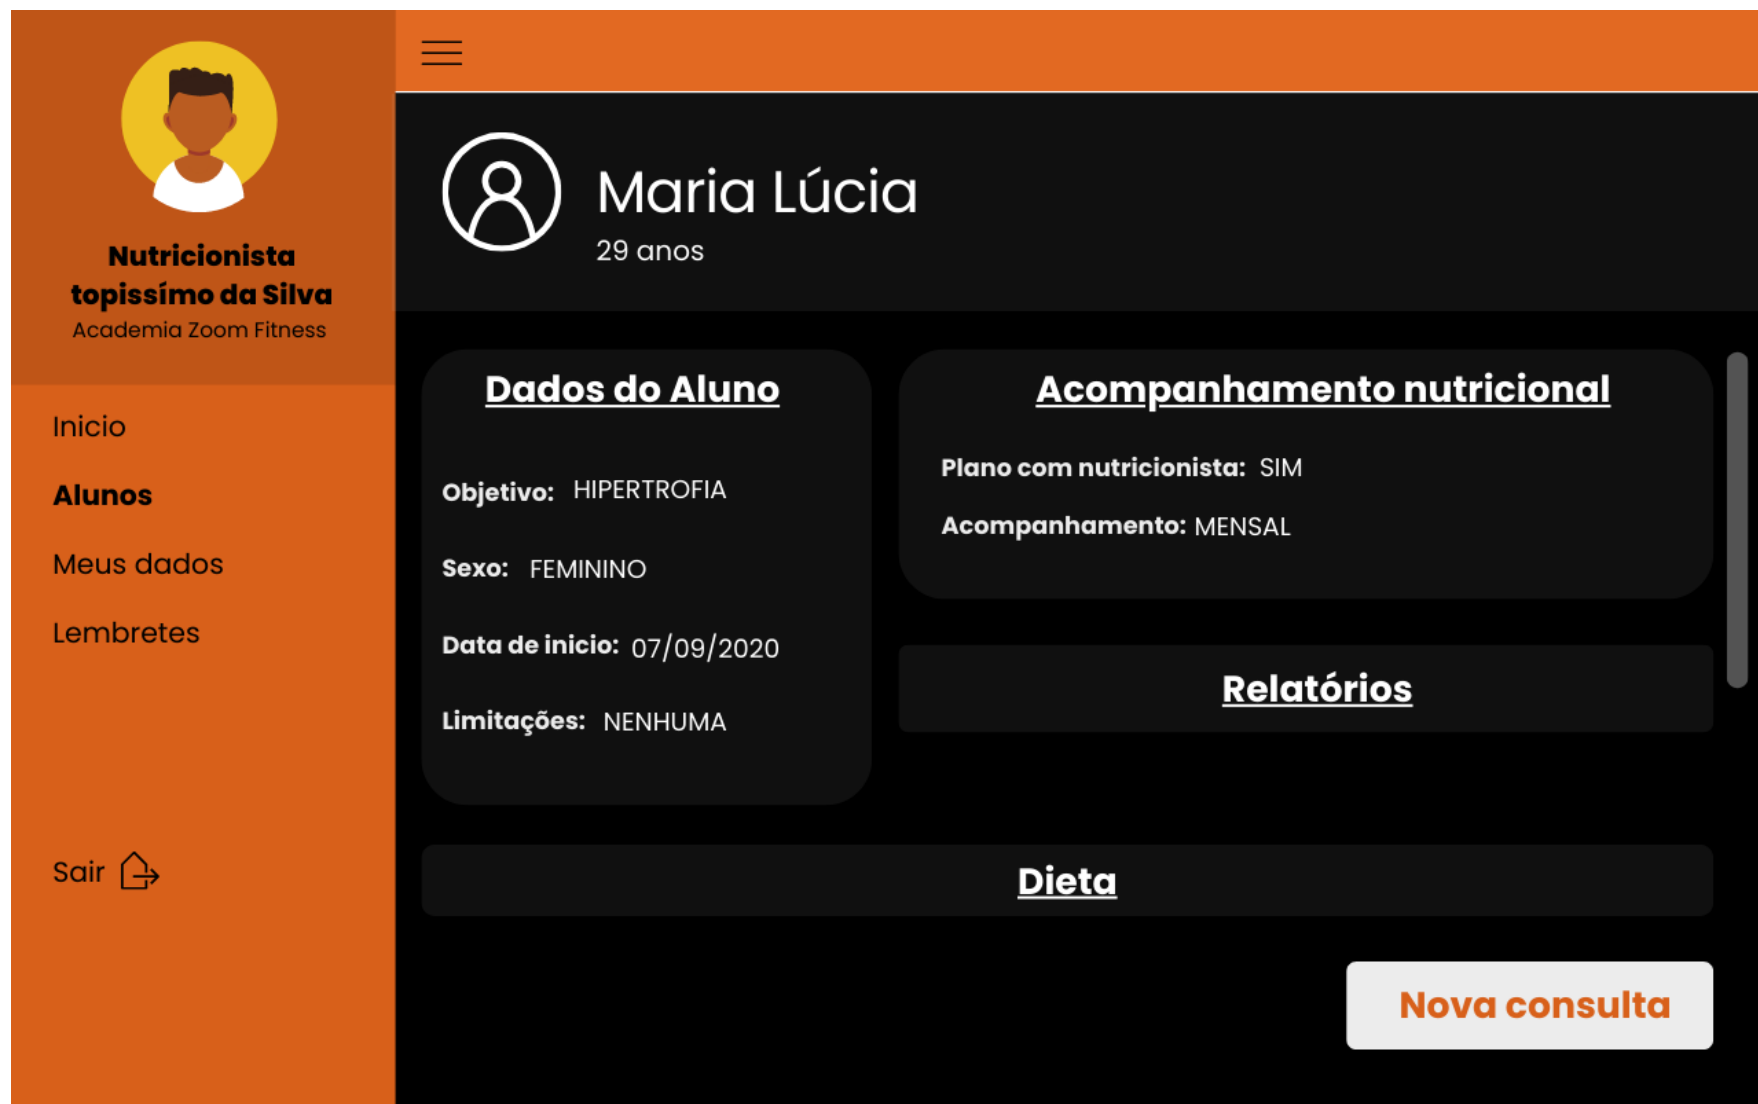 Nutricionista
topissímo da Silva
Academia Zoom Fitness
Inicio
Alunos
Meus dados
Lembretes
Sair
Maria Lúcia
29 anos
Dados do Aluno
Objetivo: HIPERTROFIA
Sexo: FEMININO
Data de inicio: 07/09/2020
Limitações: NENHUMA
Acompanhamento nutricional
Plano com nutricionista: SIM
Acompanhamento: MENSAL
Relatórios
Dieta
Nova consulta